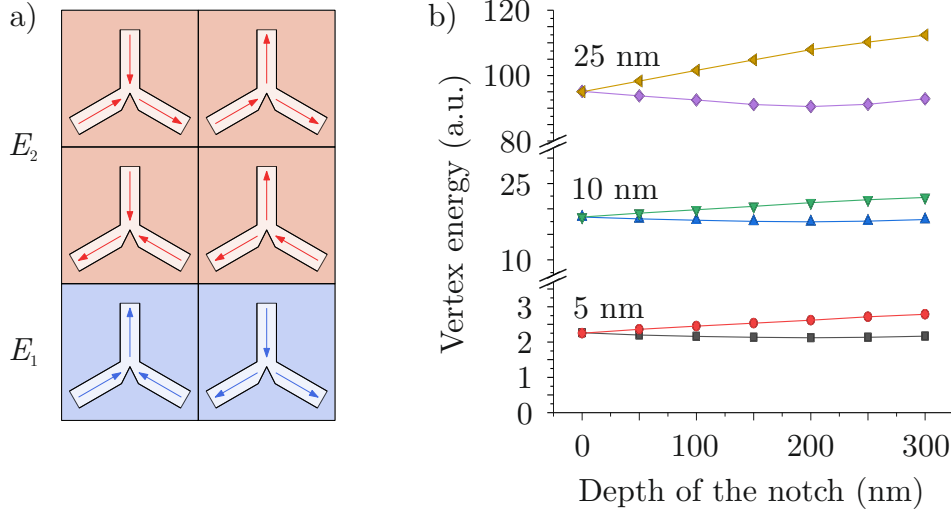 a)
E2
E1
b)
Vertex energy (a.u.)
120
100
80
25
10
3
2
1
0
25 nm
10 nm
5 nm
0
100
200
300
Depth of the notch (nm)